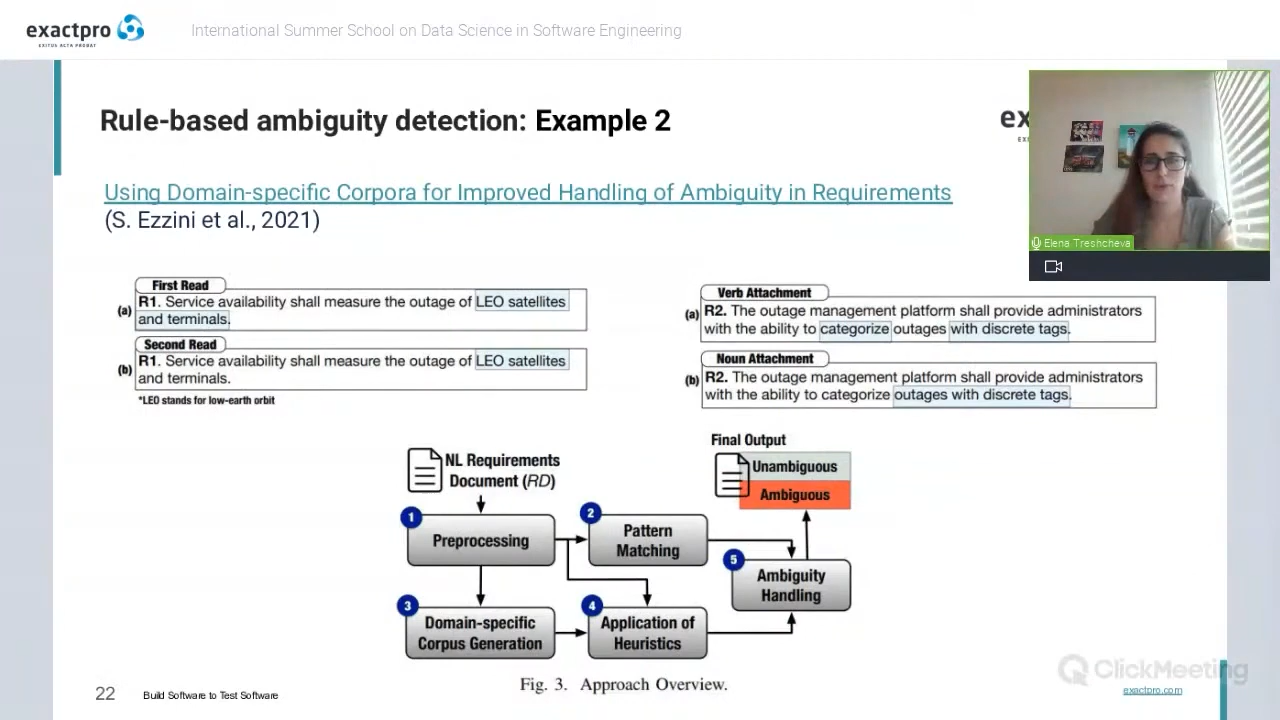 exactpro
EXITUS ACTA PROBAT
International Summer School on Data Science in Software Engineering
Rule-based ambiguity detection: Example 2
ex
Using Domain-specific Corpora for Improved Handling of Ambiguity in Requirements
(S. Ezzini et al., 2021)
Elena Treshcheva
First Read
(a)
R1. Service availability shall measure the outage of LEO satellites
and terminals.
Second Read
(b)
R1. Service availability shall measure the outage of LEO satellites
and terminals.
*LEO stands for low-earth orbit
Verb Attachment
(a)
R2. The outage management platform shall provide administrators
with the ability to categorize outages with discrete tags.
Noun Attachment
(b)
R2. The outage management platform shall provide administrators
with the ability to categorize outages with discrete tags.
NL Requirements
Document (RD)
1
Preprocessing
2
Pattern
Matching
3
Domain-specific
Corpus Generation
4
Application of
Heuristics
5
Ambiguity
Handling
Final Output
Unambiguous
Ambiguous
Fig. 3. Approach Overview.
22
Build Software to Test Software
ClickMeeting
exactpro.com